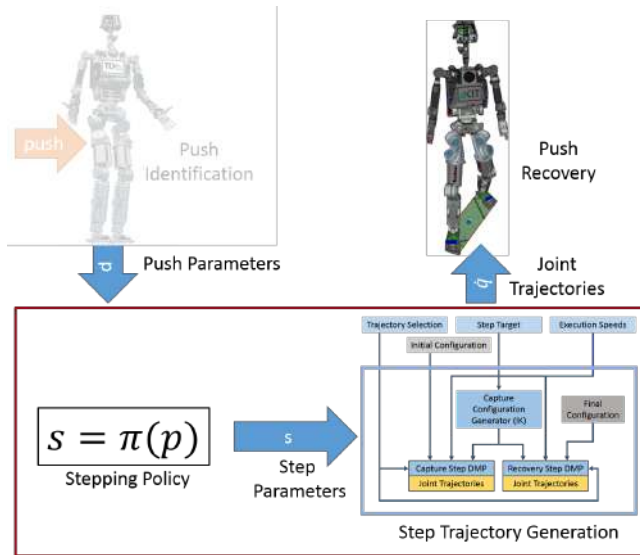 push
Push
Identification
Push
Recovery
KIT
p
Push Parameters
q̇
Joint
Trajectories
Trajectory Selection
Step Target
Execution Speeds
Initial Configuration
Capture
Configuration
Generator (IK)
Final
Configuration
s = π(p)
s
Stepping Policy
Step
Parameters
Capture Step DMP
Recovery Step DMP
Joint Trajectories
Joint Trajectories
Step Trajectory Generation